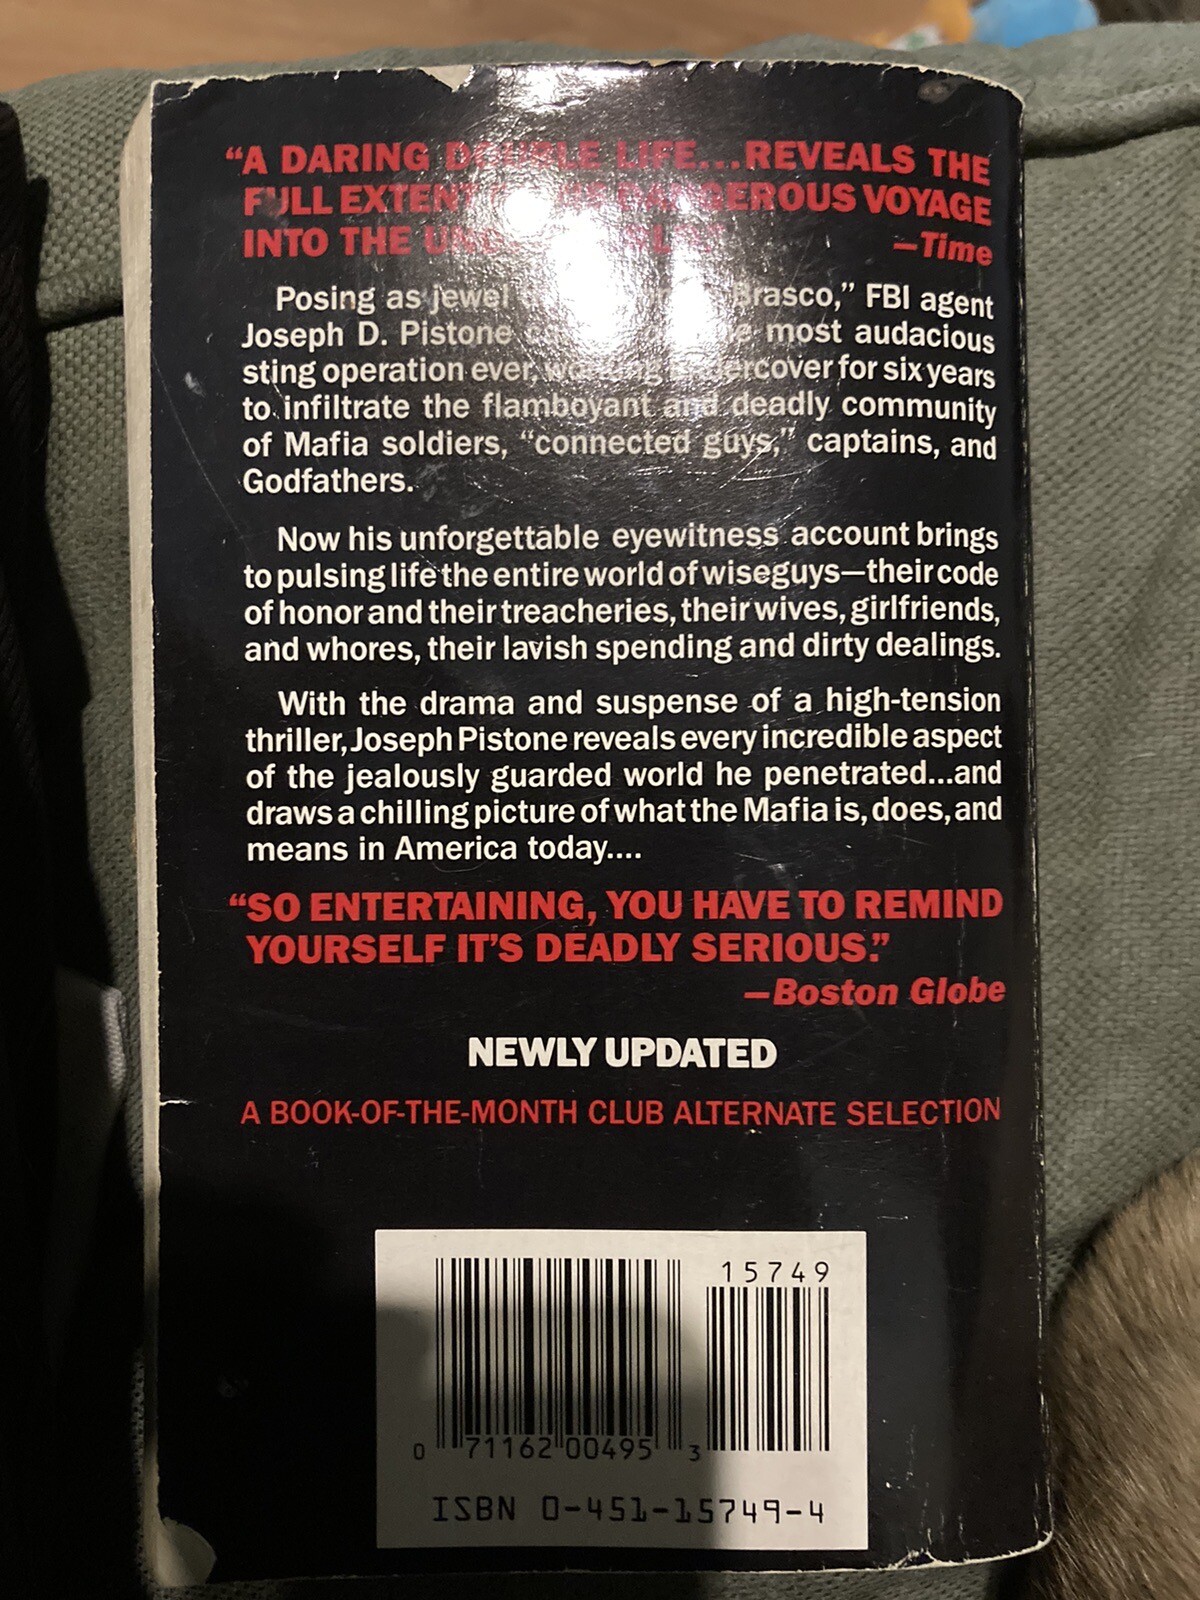 “A DARING DOUBLE LIFE...REVEALS THE
FULL EXTENT DANGEROUS VOYAGE
INTO THE
—Time
Posing as jewel Brasco,” FBI agent
Joseph D. Pistone most audacious
sting operation ever, working undercover for six years
to infiltrate the flamboyant and deadly community
of Mafia soldiers, “connected guys,” captains, and
Godfathers.
Now his unforgettable eyewitness account brings
to pulsing life the entire world of wiseguys—their code
of honor and their treacheries, their wives, girlfriends,
and whores, their lavish spending and dirty dealings.
With the drama and suspense of a high-tension
thriller, Joseph Pistone reveals every incredible aspect
of the jealously guarded world he penetrated...and
draws a chilling picture of what the Mafia is, does, and
means in America today....
“SO ENTERTAINING, YOU HAVE TO REMIND
YOURSELF IT’S DEADLY SERIOUS.”
—Boston Globe
NEWLY UPDATED
A BOOK-OF-THE-MONTH CLUB ALTERNATE SELECTION
15749
0 71162 00495 3
ISBN 0-451-15749-4